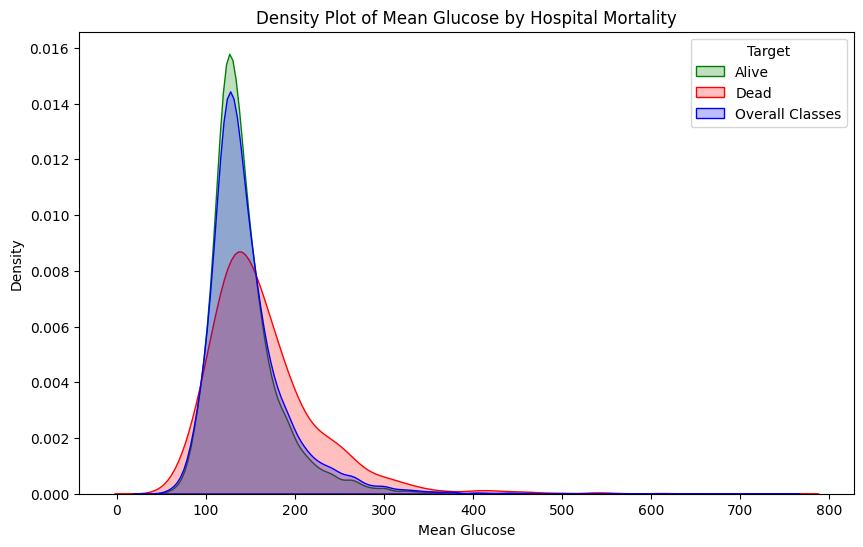 Density Plot of Mean Glucose by Hospital Mortality
Target
Alive
Dead
Overall Classes
Density
0.016
0.014
0.012
0.010
0.008
0.006
0.004
0.002
0.000
0 100 200 300 400 500 600 700 800
Mean Glucose